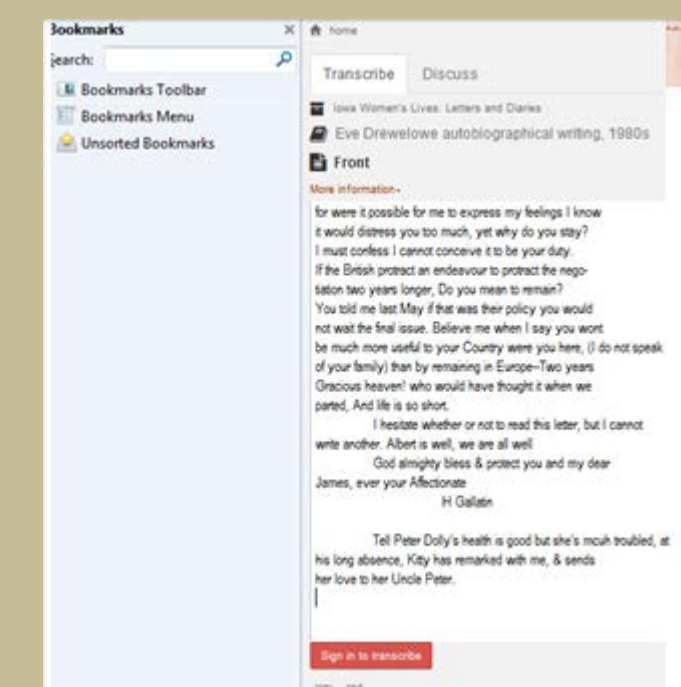 Bookmarks
Search:
Bookmarks Toolbar
Bookmarks Menu
Unsorted Bookmarks
home
Transcribe Discuss
Iowa Women's Lives: Letters and Diaries
Eve Drewelowe autobiographical writing, 1980s
Front
More information
for were it possible for me to express my feelings I know
it would distress you too much, yet why do you stay?
I must confess I cannot conceive it to be your duty.
If the British protract an endeavour to protract the nego-
tiation two years longer, Do you mean to remain?
You told me last May if that was their policy you would
not wait the final issue. Believe me when I say you wont
be much more useful to your Country were you here, (I do not speak
of your family) than by remaining in Europe--Two years
Gracious heaven! who would have thought it when we
parted, And life is so short.
I hesitate whether or not to read this letter, but I cannot
write another. Albert is well, we are all well
God almighty bless & protect you and my dear
James, ever your Affectionate
H Gallatin
Tell Peter Dolly's health is good but she's mcuh troubled, at
his long absence, Kitty has remarked with me, & sends
her love to her Uncle Peter.
Sign in to transcribe